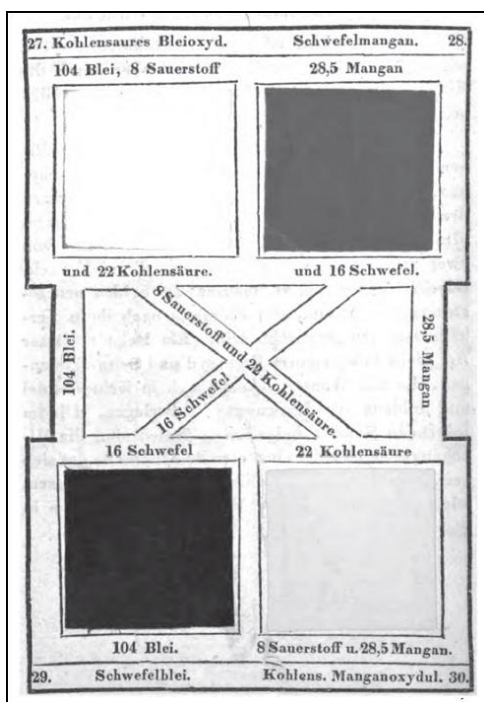 27. Kohlensaures Bleioxyd. Schwefelmangan. 28.
104 Blei, 8 Sauerstoff 28,5 Mangan
und 22 Kohlensäure. und 16 Schwefel.
104 Blei.
8 Sauerstoff und 22 Kohlensäure.
16 Schwefel
28,5 Mangan
16 Schwefel 22 Kohlensäure
104 Blei. 8 Sauerstoff u. 28,5 Mangan.
29. Schwefelblei. Kohlens. Manganoxydul. 30.